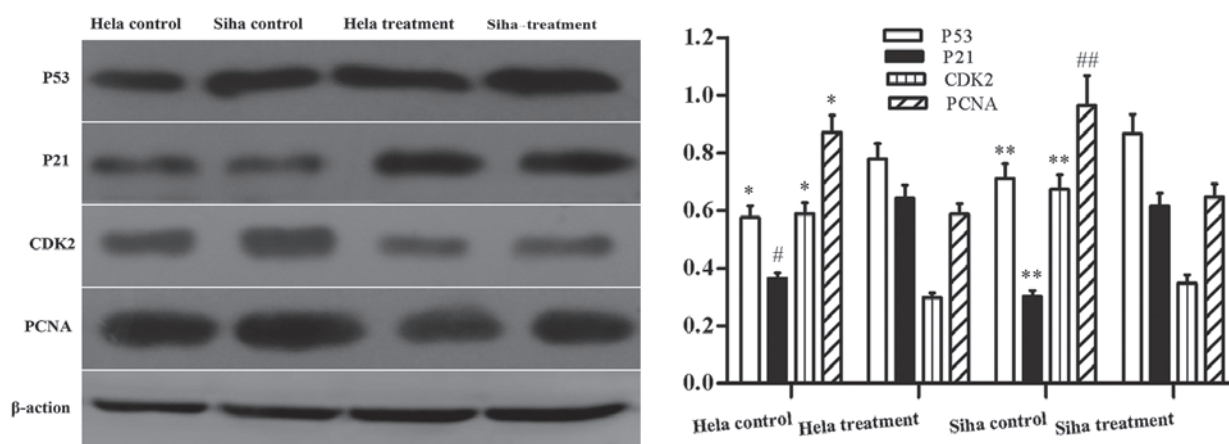 Hela control Siha control Hela treatment Siha-treatment
P53
P21
CDK2
PCNA
β-action
P53
P21
CDK2
PCNA
1.2
1.0
0.8
0.6
0.4
0.2
0.0
* # * * ** ** ** ##
Hela control Hela treatment Siha control Siha treatment